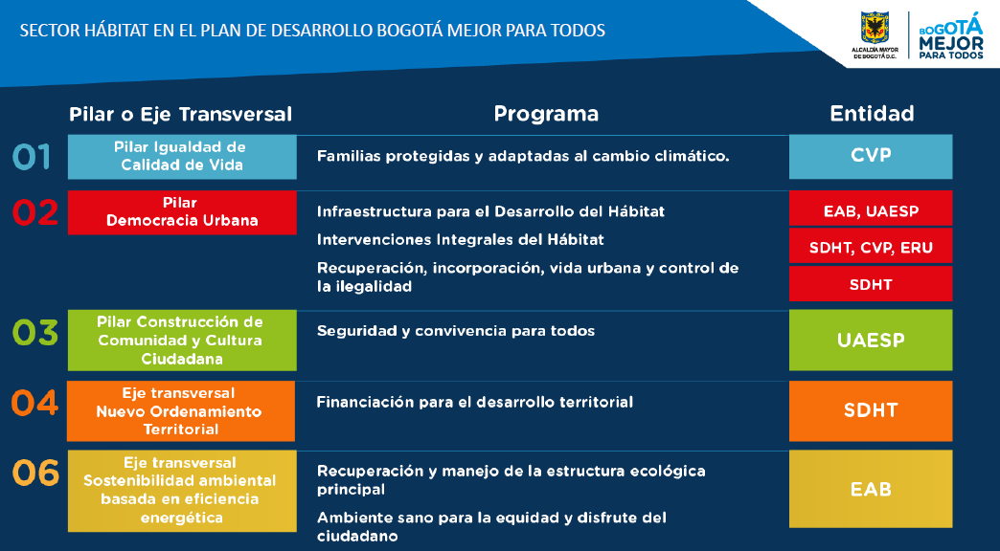 SECTOR HÁBITAT EN EL PLAN DE DESARROLLO BOGOTÁ MEJOR PARA TODOS
ALCALDÍA MAYOR
DE BOGOTÁ D.C.
BOGOTÁ
MEJOR
PARA TODOS
Pilar o Eje Transversal
Programa
Entidad
01
Pilar Igualdad de
Calidad de Vida
Familias protegidas y adaptadas al cambio climático.
CVP
02
Pilar
Democracia Urbana
Infraestructura para el Desarrollo del Hábitat
EAB, UAESP
Intervenciones Integrales del Hábitat
SDHT, CVP, ERU
Recuperación, incorporación, vida urbana y control de
la ilegalidad
SDHT
03
Pilar Construcción de
Comunidad y Cultura
Ciudadana
Seguridad y convivencia para todos
UAESP
04
Eje transversal
Nuevo Ordenamiento
Territorial
Financiación para el desarrollo territorial
SDHT
06
Eje transversal
Sostenibilidad ambiental
basada en eficiencia
energética
Recuperación y manejo de la estructura ecológica
principal
Ambiente sano para la equidad y disfrute del
ciudadano
EAB